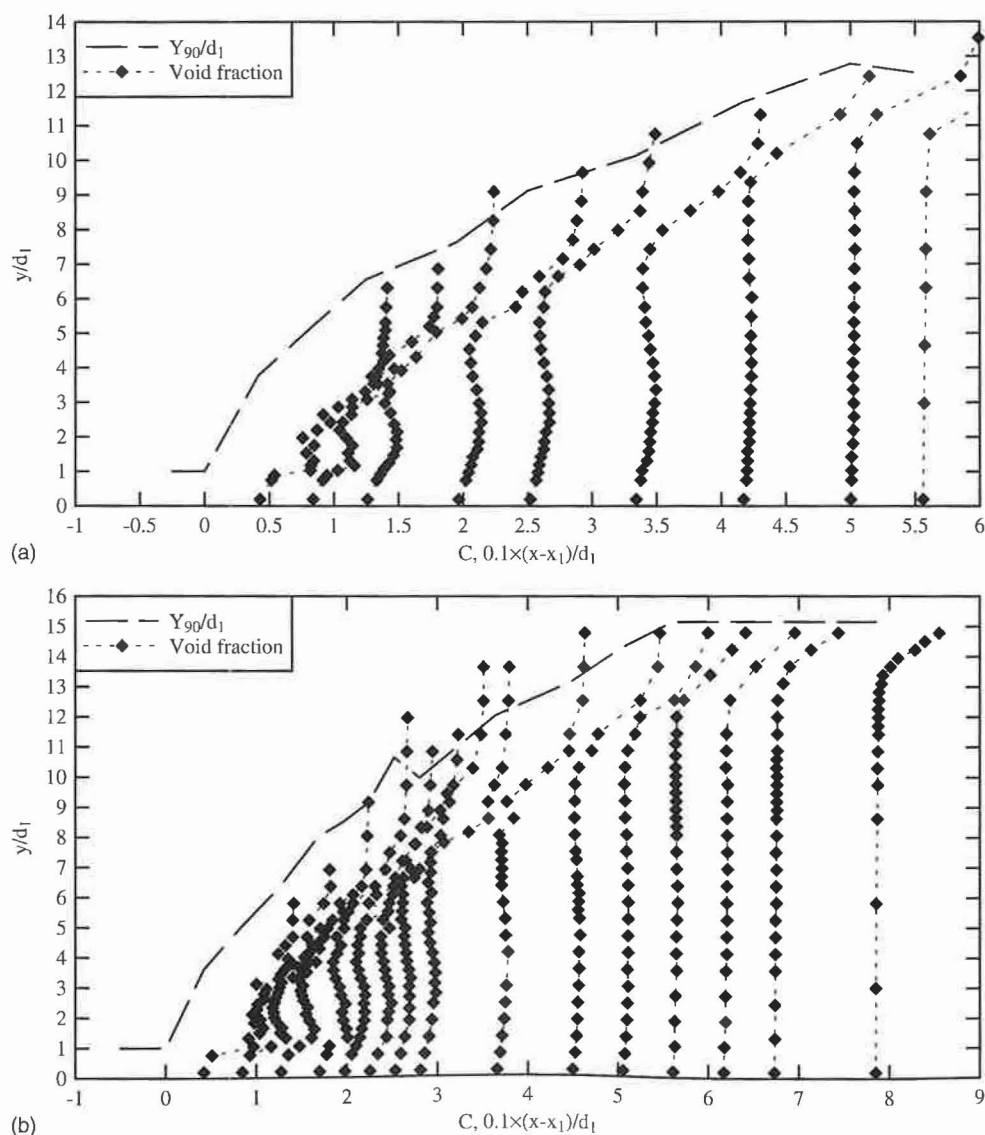 14
13
12
11
10
9
8
7
6
5
4
3
2
1
0
y/d1
Y90/d1
Void fraction
-1 -0.5 0 0.5 1 1.5 2 2.5 3 3.5 4 4.5 5 5.5 6
(a)
C, 0.1×(x-x1)/d1
16
15
14
13
12
11
10
9
8
7
6
5
4
3
2
1
0
y/d1
Y90/d1
Void fraction
-1 0 1 2 3 4 5 6 7 8 9
(b)
C, 0.1×(x-x1)/d1